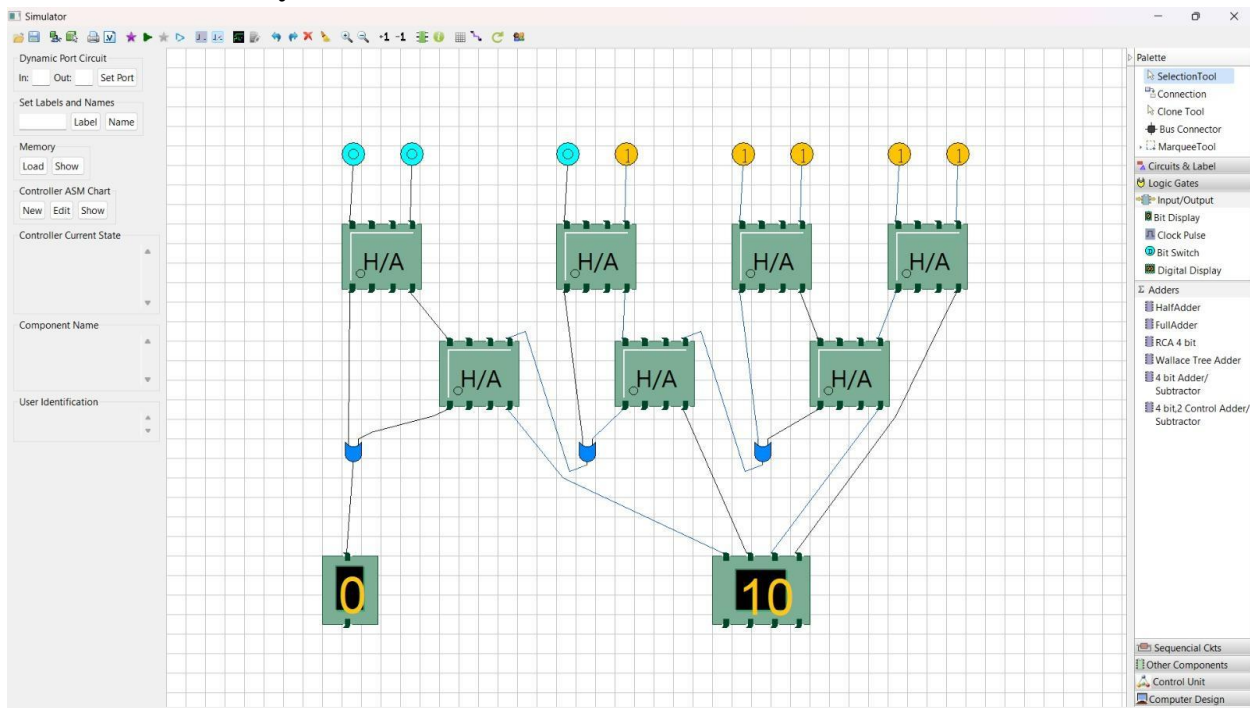 Simulator
+1 -1
Dynamic Port Circuit
In: Out: Set Port
Set Labels and Names
Label Name
Memory
Load Show
Controller ASM Chart
New Edit Show
Controller Current State
Component Name
User Identification
1 1 1 1 1
H/A H/A H/A H/A
H/A H/A H/A
0 10
Palette
SelectionTool
Connection
Clone Tool
Bus Connector
MarqueeTool
Circuits & Label
Logic Gates
Input/Output
Bit Display
Clock Pulse
Bit Switch
Digital Display
Σ Adders
HalfAdder
FullAdder
RCA 4 bit
Wallace Tree Adder
4 bit Adder/
Subtractor
4 bit,2 Control Adder/
Subtractor
Sequencial Ckts
Other Components
Control Unit
Computer Design